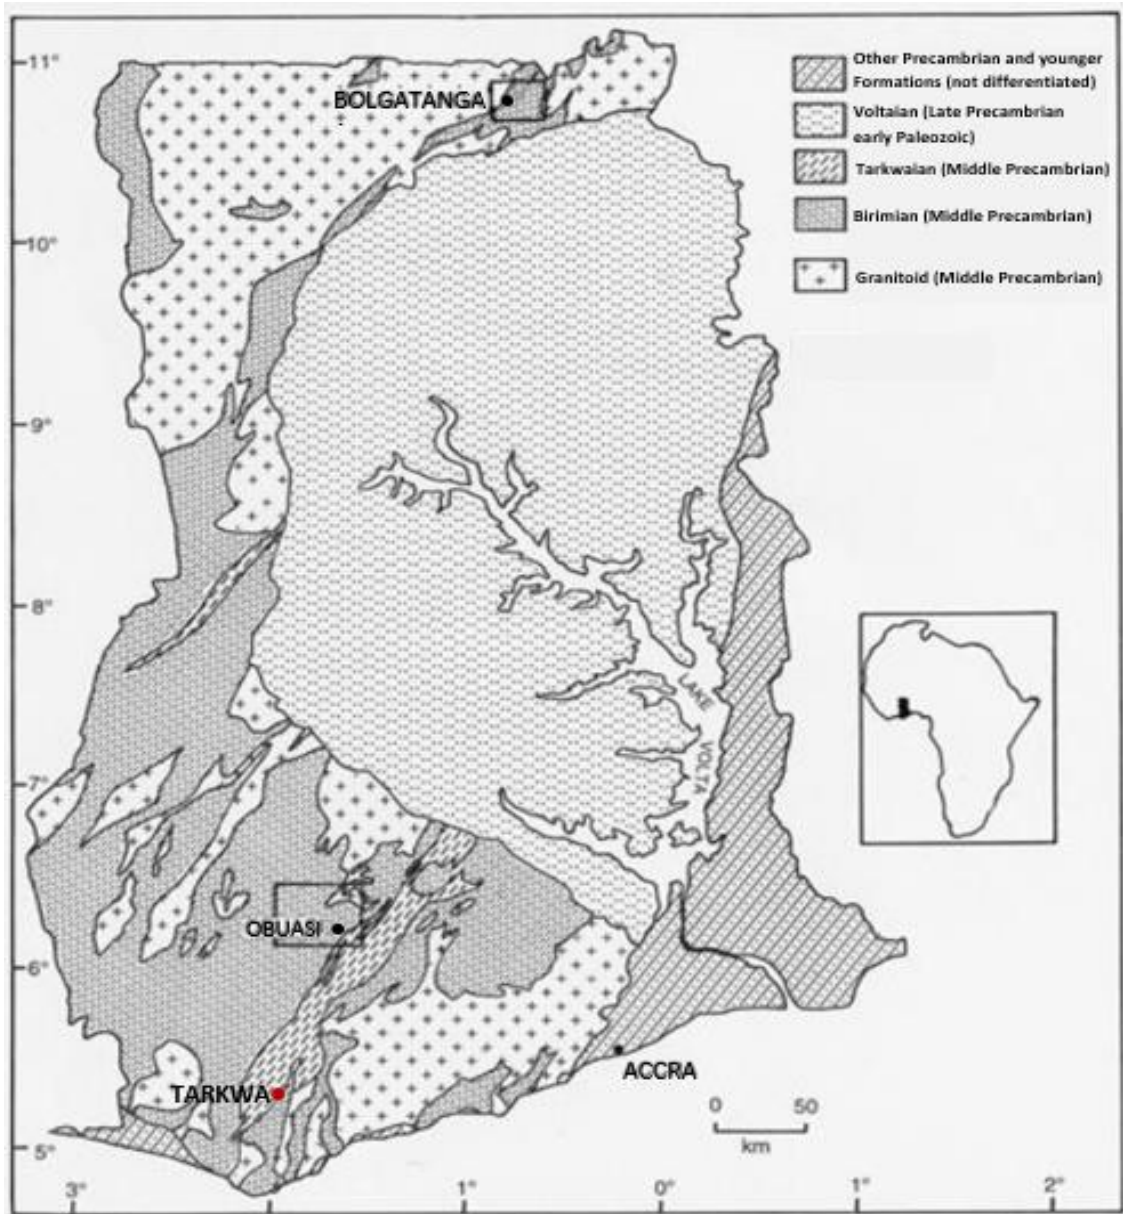 11°
10°
9°
8°
7°
6°
5°
BOLGATANGA
OBUASI
TARKWA
ACCRA
LAKE
VOLTA
Other Precambrian and younger
Formations (not differentiated)
Voltaian (Late Precambrian
early Paleozoic)
Tarkwaian (Middle Precambrian)
Birimian (Middle Precambrian)
Granitoid (Middle Precambrian)
0 50
km
3° 1° 0° 1° 2°